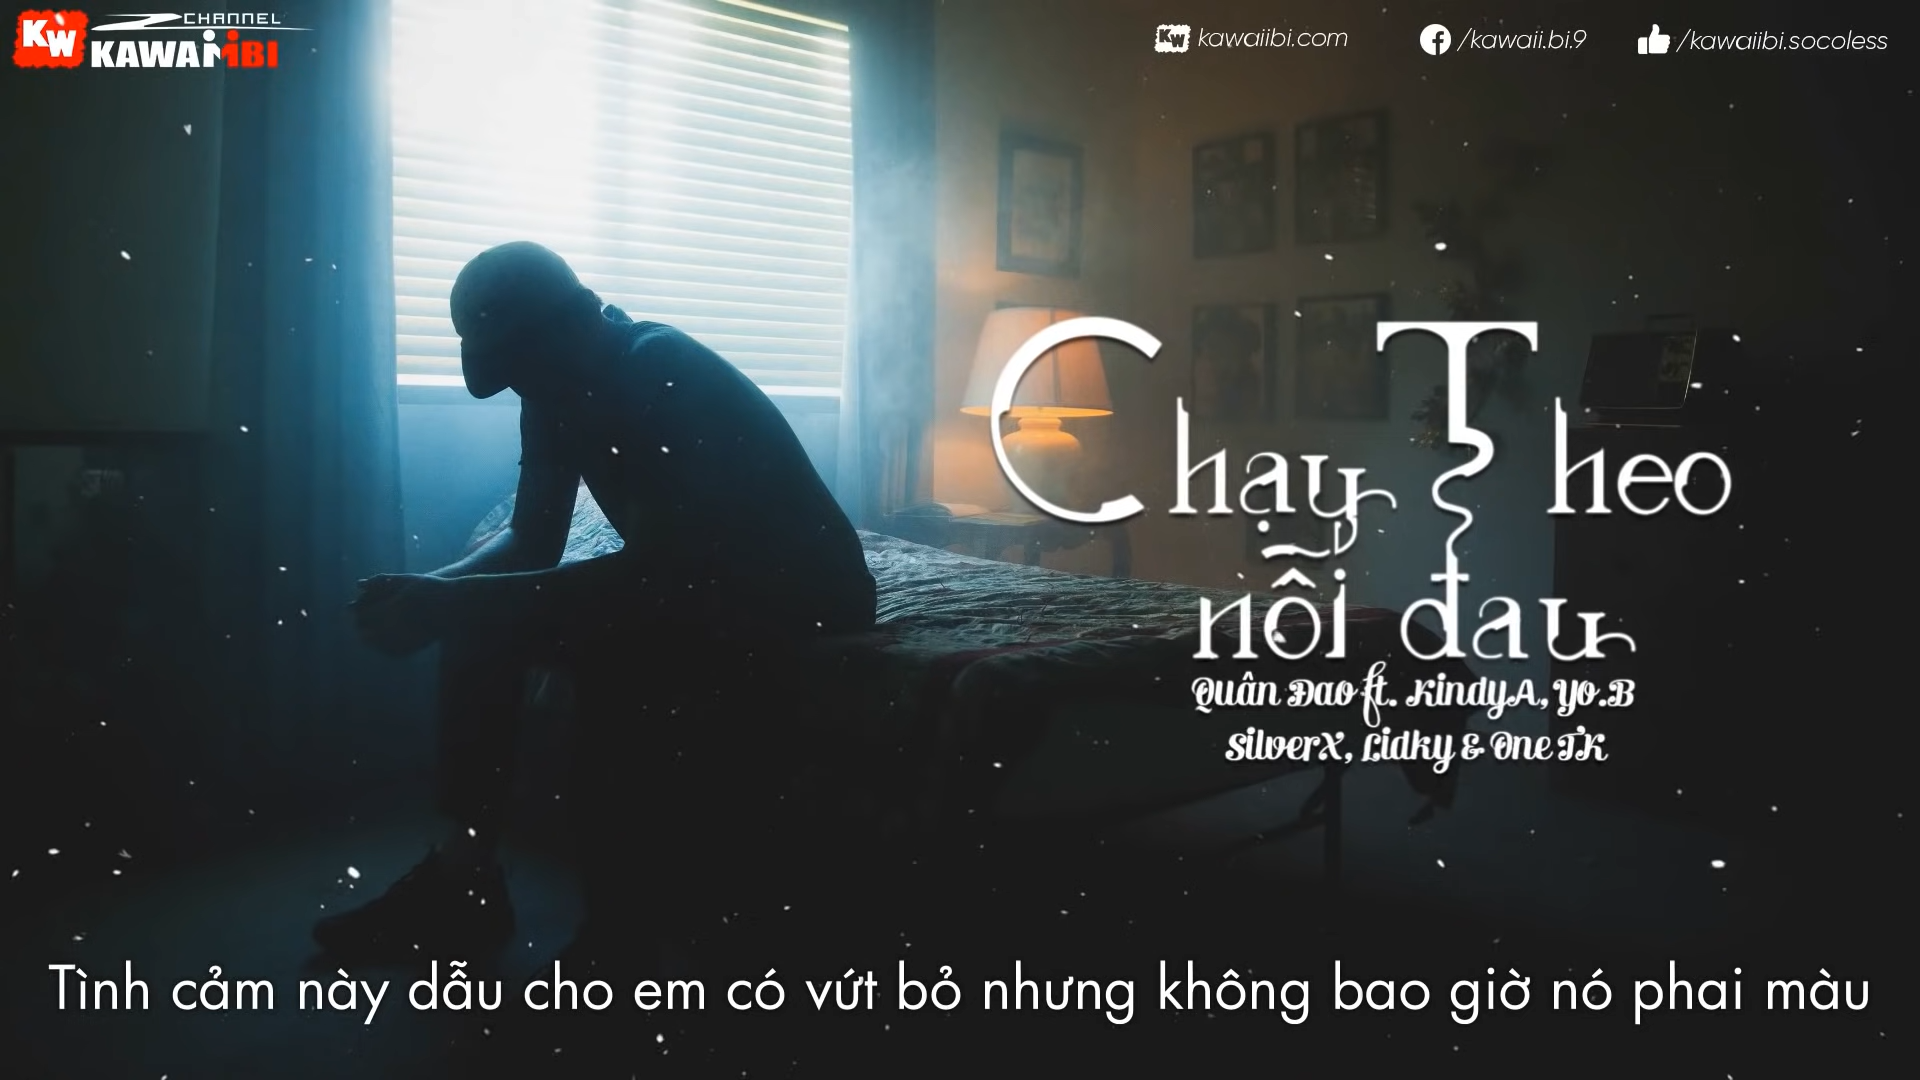 KW CHANNEL
KAWAIIBI
KW kawaiibi.com
/kawaii.bi.9
/kawaiibi.socoless
Chạy Theo
nỗi đau
Quân Đao ft. KindyA, Yo.B
SilverX, Lidky & One TK
Tình cảm này dẫu cho em có vứt bỏ nhưng không bao giờ nó phai màu